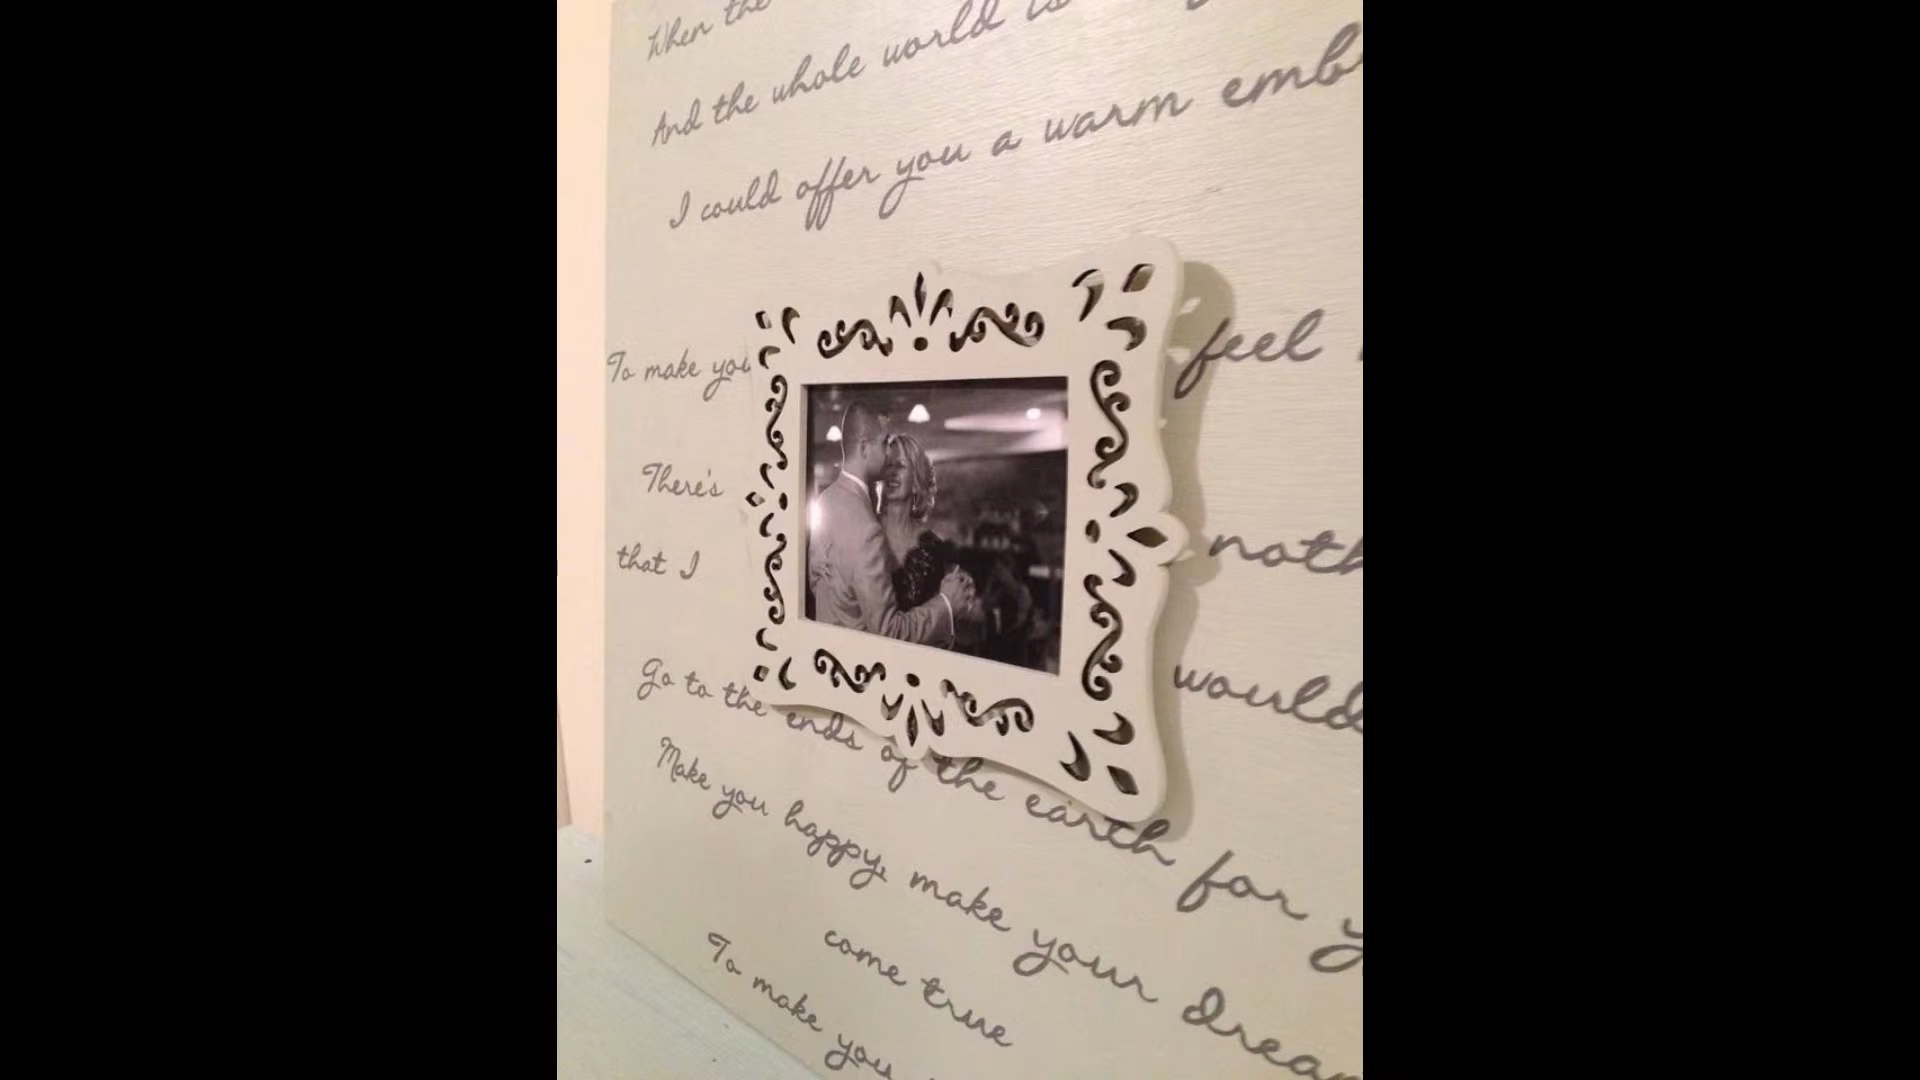 When the
And the whole world is
I could offer you a warm emb
To make you feel
There's noth
that I would
Go to the ends of the earth for y
Make you happy, make your dream
come true
To make you